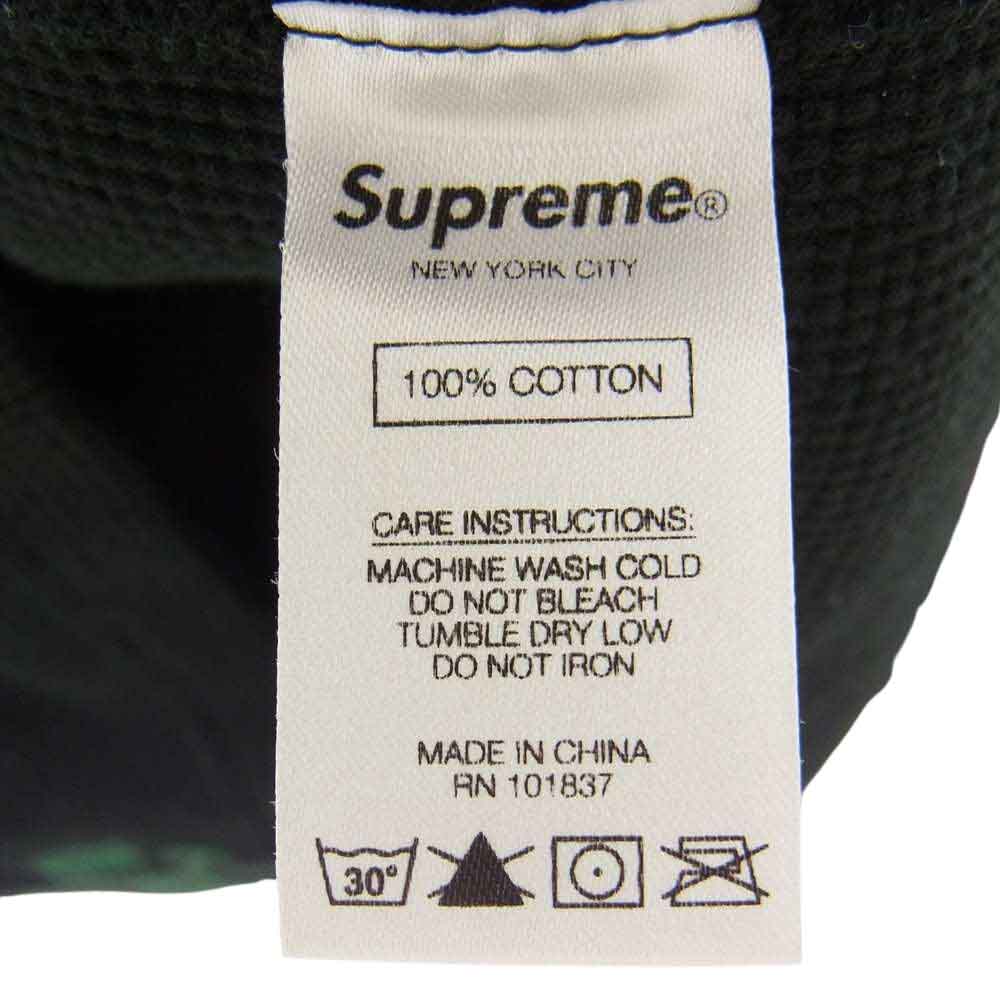 Supreme®
NEW YORK CITY
100% COTTON
CARE INSTRUCTIONS:
MACHINE WASH COLD
DO NOT BLEACH
TUMBLE DRY LOW
DO NOT IRON
MADE IN CHINA
RN 101837
30°